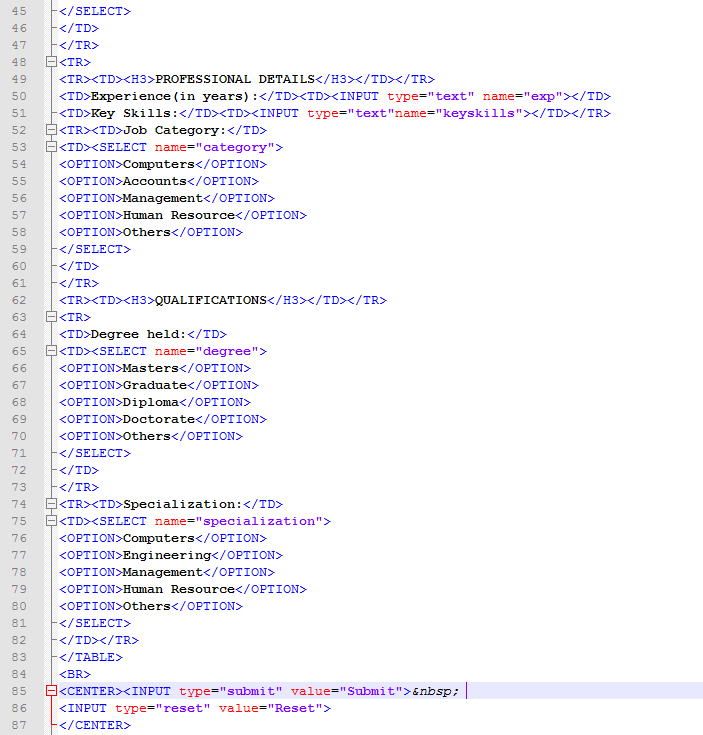 45 </SELECT>
46 </TD>
47 </TR>
48 <TR>
49 <TR><TD><H3>PROFESSIONAL DETAILS</H3></TD></TR>
50 <TD>Experience(in years):</TD><TD><INPUT type="text" name="exp"></TD>
51 <TD>Key Skills:</TD><TD><INPUT type="text"name="keyskills"></TD></TR>
52 <TR><TD>Job Category:</TD>
53 <TD><SELECT name="category">
54 <OPTION>Computers</OPTION>
55 <OPTION>Accounts</OPTION>
56 <OPTION>Management</OPTION>
57 <OPTION>Human Resource</OPTION>
58 <OPTION>Others</OPTION>
59 </SELECT>
60 </TD>
61 </TR>
62 <TR><TD><H3>QUALIFICATIONS</H3></TD></TR>
63 <TR>
64 <TD>Degree held:</TD>
65 <TD><SELECT name="degree">
66 <OPTION>Masters</OPTION>
67 <OPTION>Graduate</OPTION>
68 <OPTION>Diploma</OPTION>
69 <OPTION>Doctorate</OPTION>
70 <OPTION>Others</OPTION>
71 </SELECT>
72 </TD>
73 </TR>
74 <TR><TD>Specialization:</TD>
75 <TD><SELECT name="specialization">
76 <OPTION>Computers</OPTION>
77 <OPTION>Engineering</OPTION>
78 <OPTION>Management</OPTION>
79 <OPTION>Human Resource</OPTION>
80 <OPTION>Others</OPTION>
81 </SELECT>
82 </TD></TR>
83 </TABLE>
84 <BR>
85 <CENTER><INPUT type="submit" value="Submit">&nbsp;
86 <INPUT type="reset" value="Reset">
87 </CENTER>